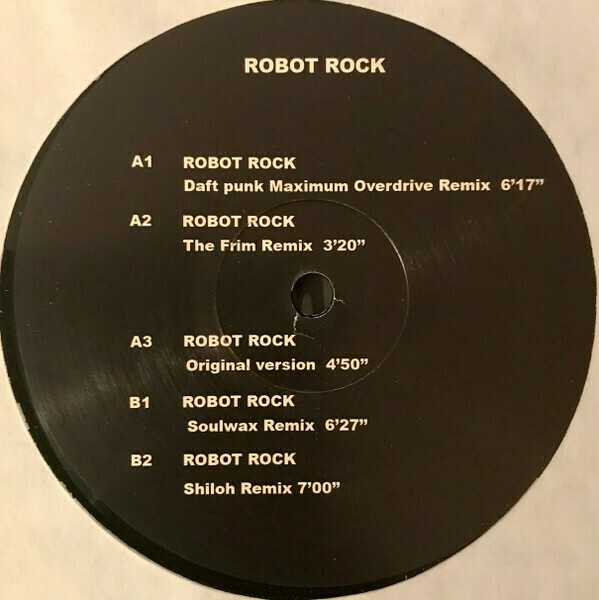 ROBOT ROCK
A1 ROBOT ROCK
Daft punk Maximum Overdrive Remix 6’17”
A2 ROBOT ROCK
The Frim Remix 3’20”
A3 ROBOT ROCK
Original version 4’50”
B1 ROBOT ROCK
Soulwax Remix 6’27”
B2 ROBOT ROCK
Shiloh Remix 7’00”